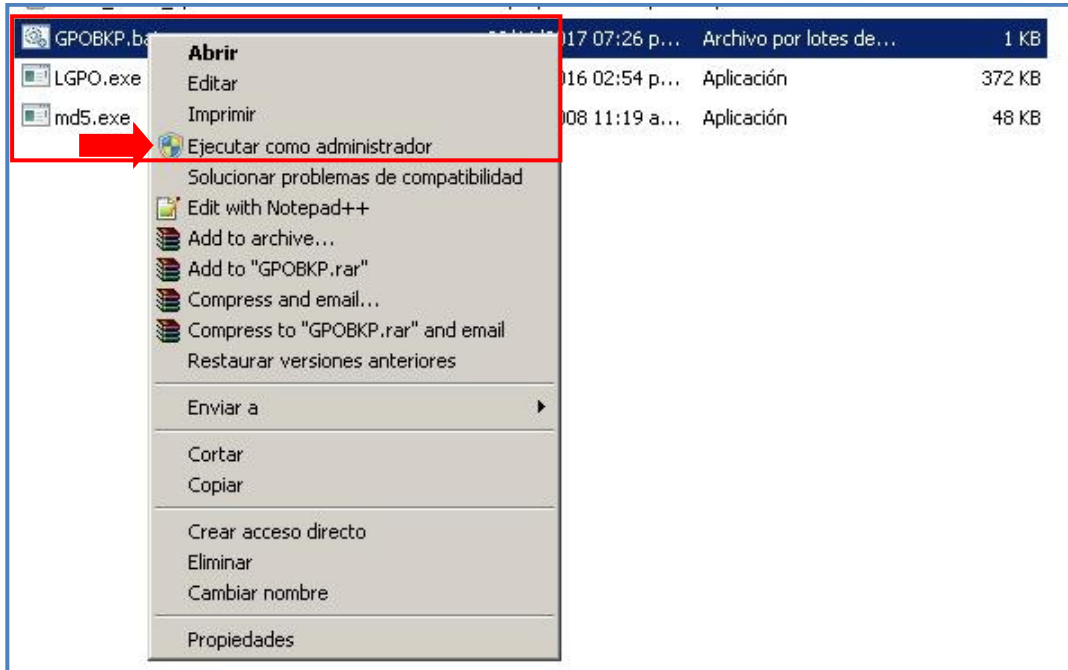 GPOBKP.ba 017 07:26 p... Archivo por lotes de... 1 KB
LGPO.exe 016 02:54 p... Aplicación 372 KB
md5.exe 008 11:19 a... Aplicación 48 KB
Abrir
Editar
Imprimir
Ejecutar como administrador
Solucionar problemas de compatibilidad
Edit with Notepad++
Add to archive...
Add to "GPOBKP.rar"
Compress and email...
Compress to "GPOBKP.rar" and email
Restaurar versiones anteriores
Enviar a
Cortar
Copiar
Crear acceso directo
Eliminar
Cambiar nombre
Propiedades